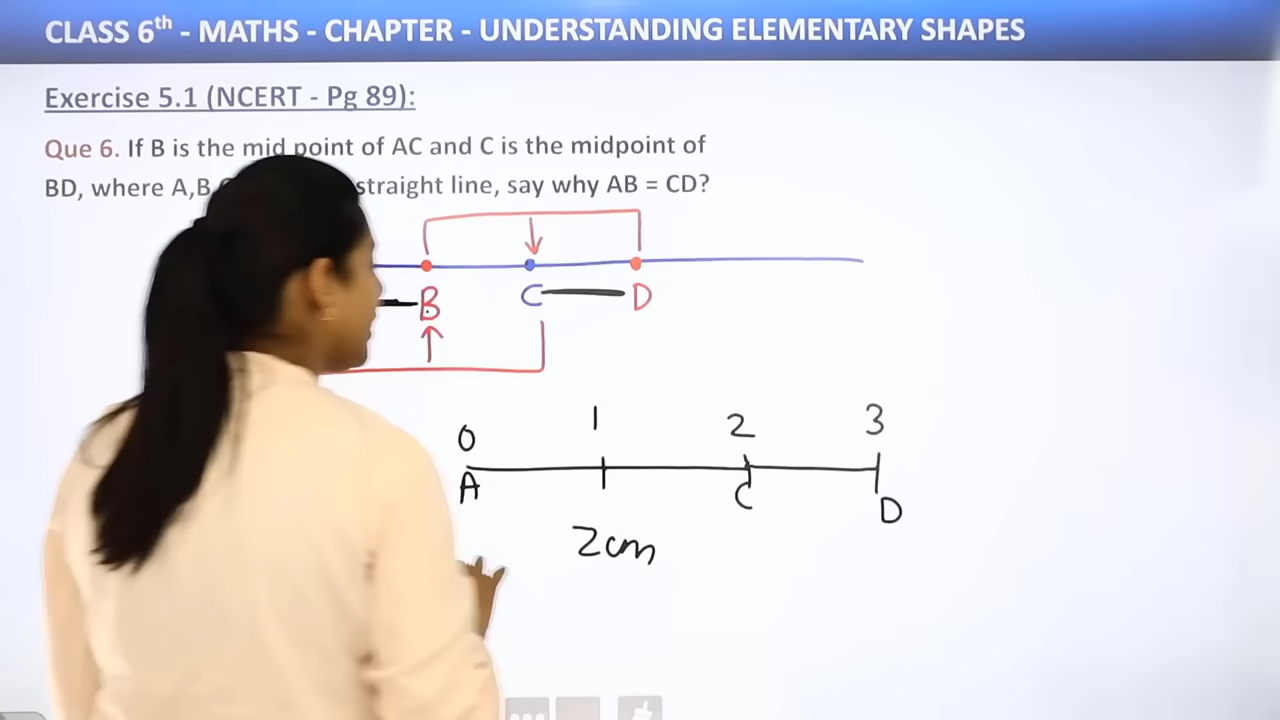 CLASS 6th - MATHS - CHAPTER - UNDERSTANDING ELEMENTARY SHAPES
Exercise 5.1 (NCERT - Pg 89):
Que 6. If B is the mid point of AC and C is the midpoint of
BD, where A,B straight line, say why AB = CD?
B C D
0 1 2 3
A C D
2cm